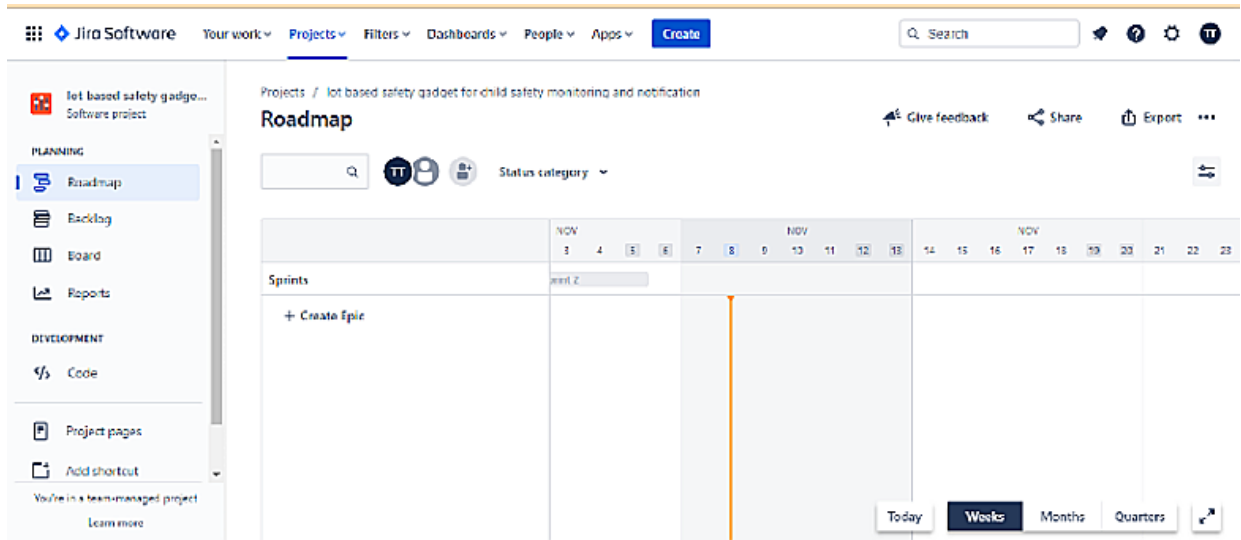 Jira Software Your work Projects Filters Dashboards People Apps Create Search TT
Iot based safety gadge...
Software project
PLANNING
Roadmap
Backlog
Board
Reports
DEVELOPMENT
Code
Project pages
Add shortcut
You're in a team-managed project
Learn more
Projects / Iot based safety gadget for child safety monitoring and notification
Roadmap
Give feedback Share Export
TT Status category
NOV NOV NOV
3 4 5 6 7 8 9 10 11 12 13 14 15 16 17 18 19 20 21 22 23
Sprints print 2
+ Create Epic
Today Weeks Months Quarters